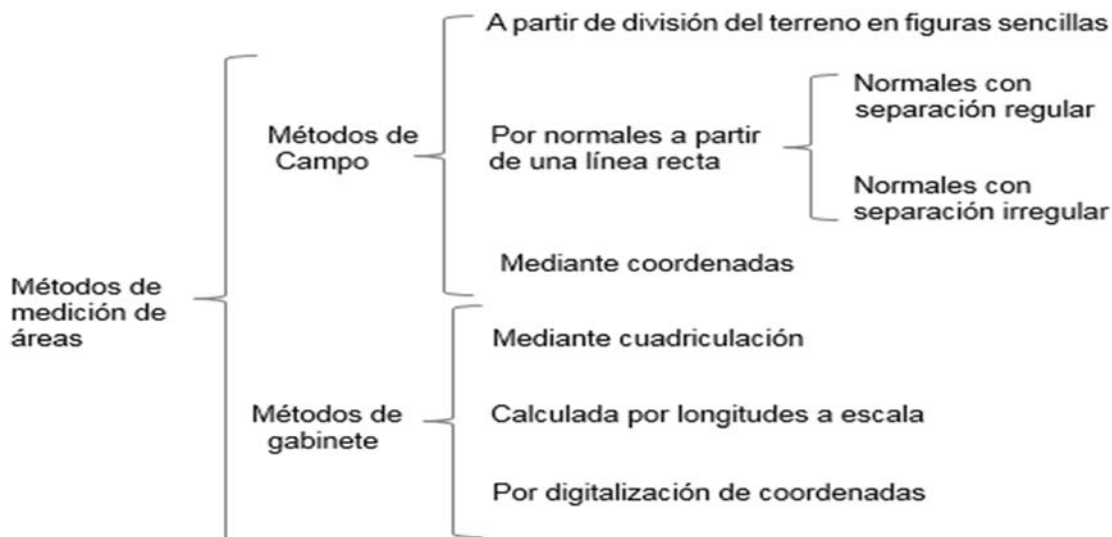 Métodos de
medición de
áreas
Métodos de
Campo
A partir de división del terreno en figuras sencillas
Por normales a partir
de una línea recta
Normales con
separación regular
Normales con
separación irregular
Mediante coordenadas
Métodos de
gabinete
Mediante cuadriculación
Calculada por longitudes a escala
Por digitalización de coordenadas